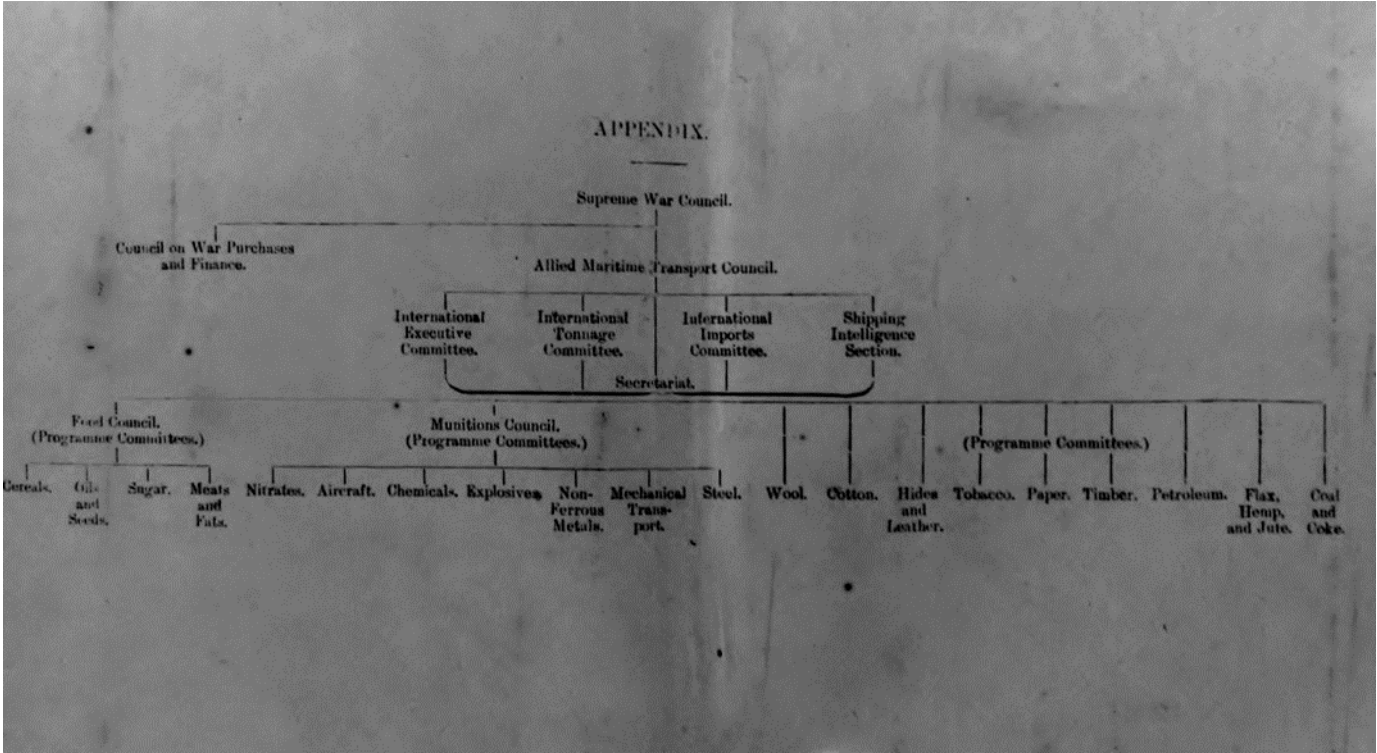 APPENDIX.
Supreme War Council.
Council on War Purchases
and Finance.
Allied Maritime Transport Council.
International
Executive
Committee.
International
Tonnage
Committee.
International
Imports
Committee.
Shipping
Intelligence
Section.
Secretariat.
Food Council.
(Programme Committees.)
Munitions Council.
(Programme Committees.)
(Programme Committees.)
Cereals.
Oils
and
Seeds.
Sugar.
Meats
and
Fats.
Nitrates.
Aircraft.
Chemicals.
Explosives.
Non-
Ferrous
Metals.
Mechanical
Trans-
port.
Steel.
Wool.
Cotton.
Hides
and
Leather.
Tobacco.
Paper.
Timber.
Petroleum.
Flax,
Hemp,
and Jute.
Coal
and
Coke.